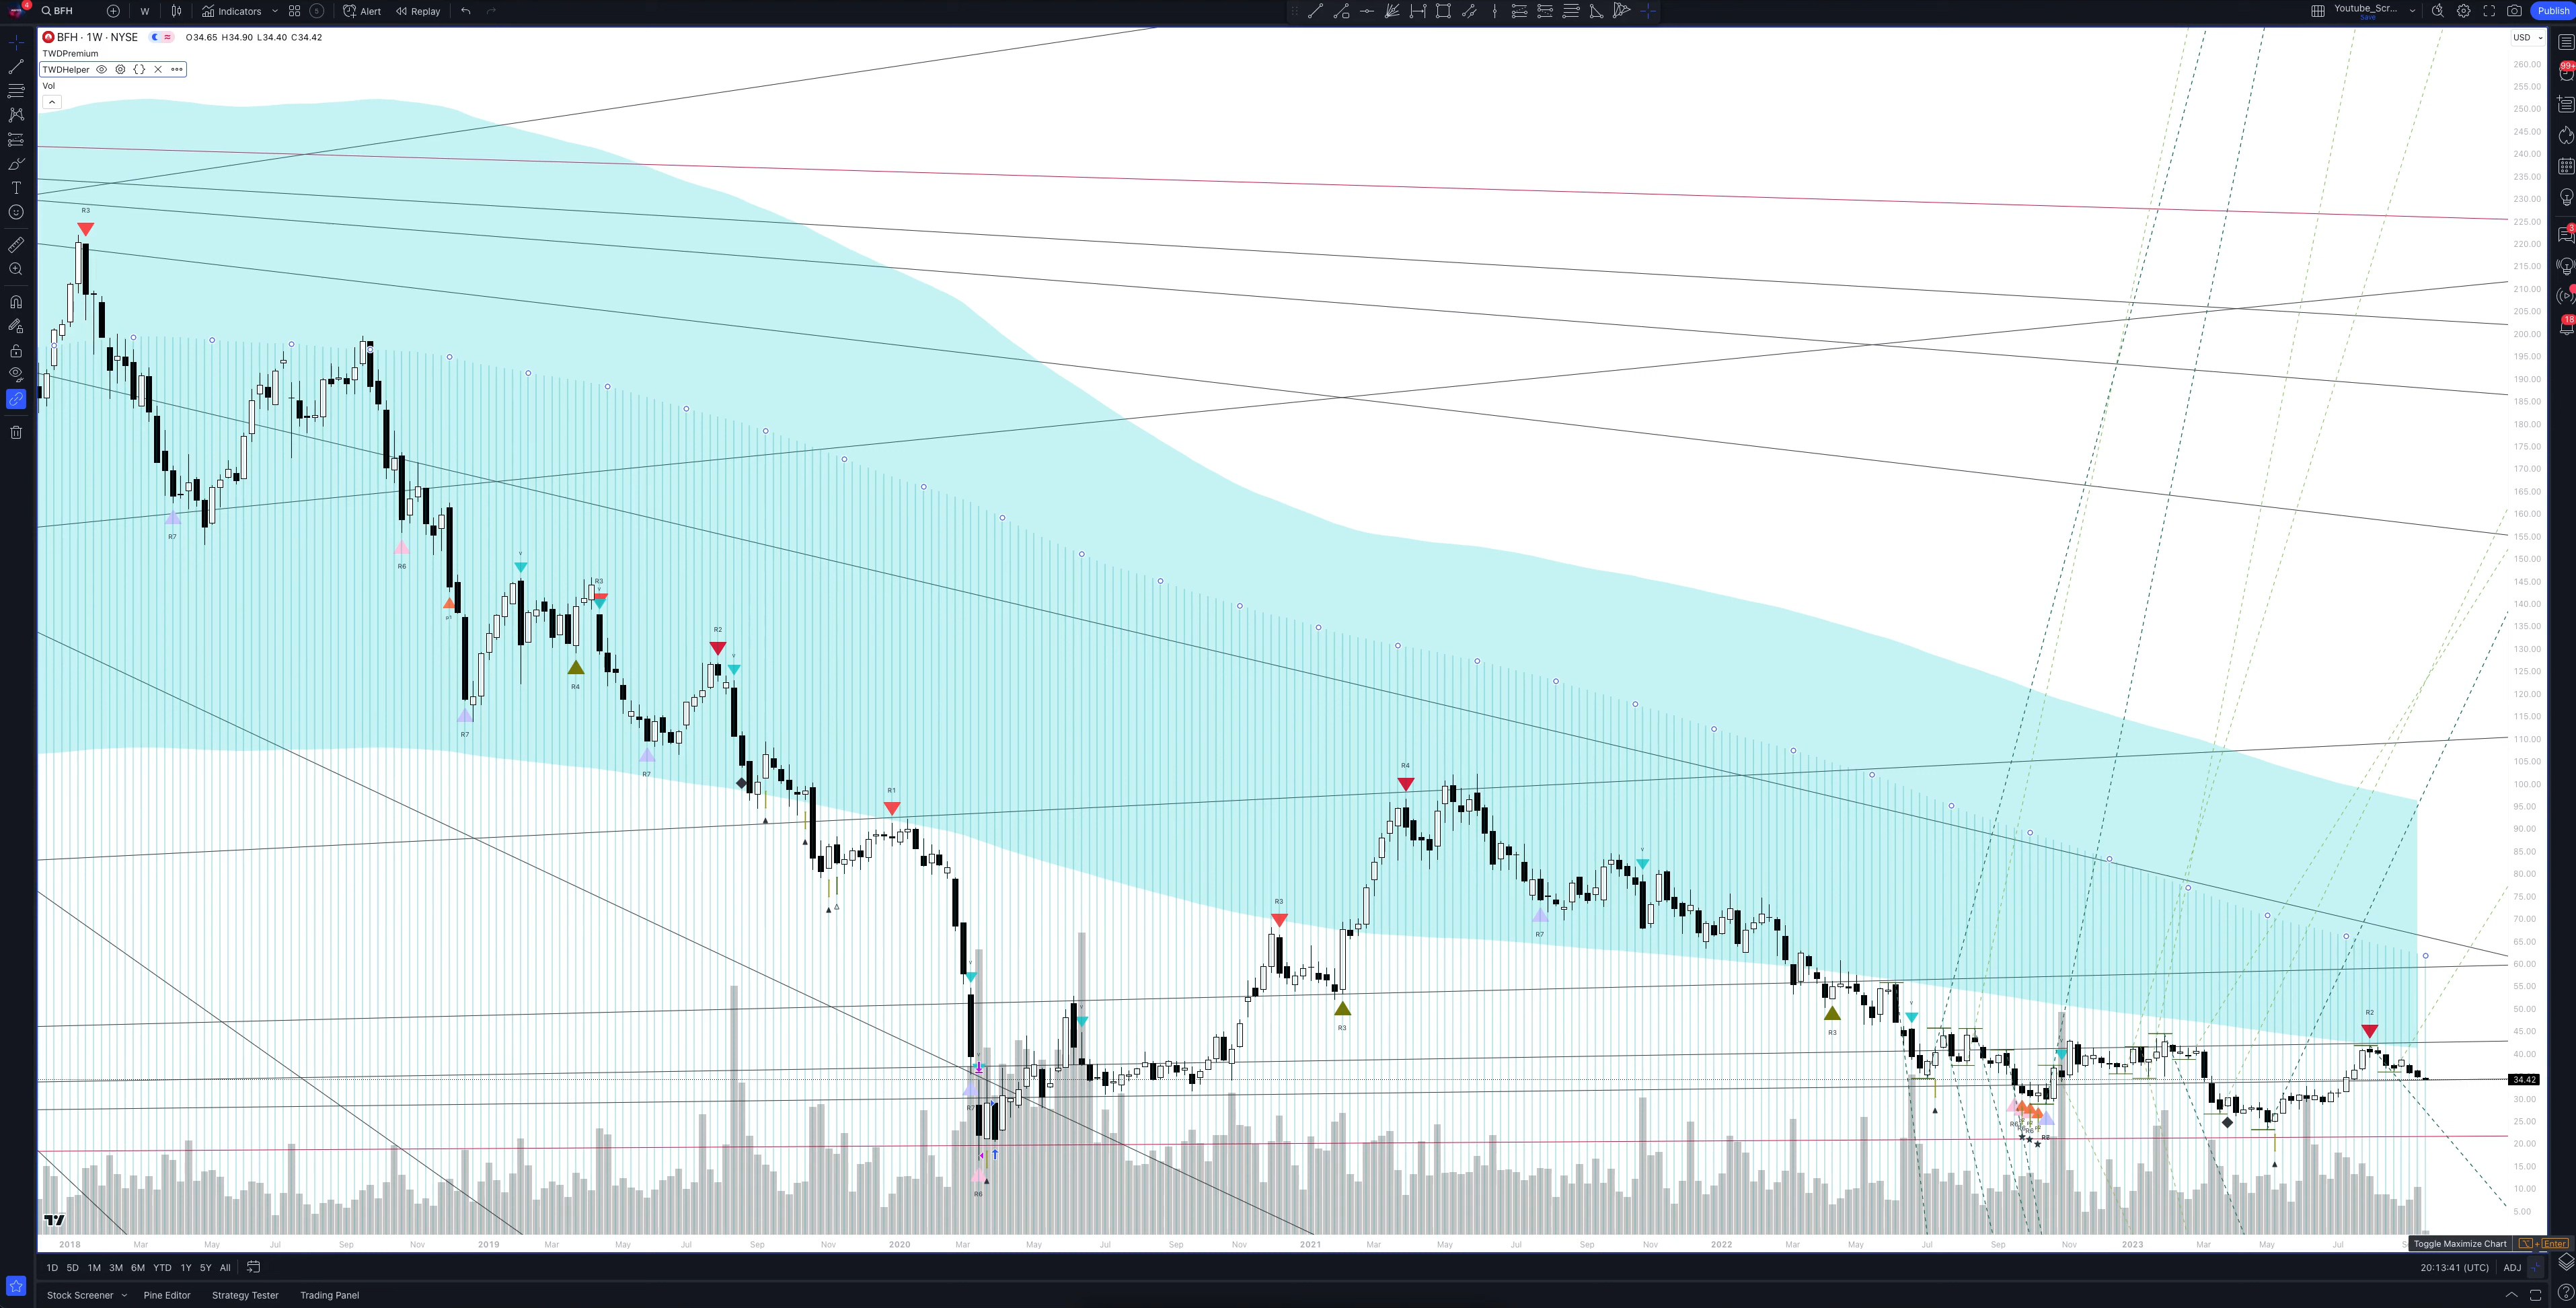 4
BFH
W
Indicators
5
Alert
Replay
Youtube_Scr...
Save
Publish
BFH · 1W · NYSE
O34.65 H34.90 L34.40 C34.42
USD
TWDPremium
TWDHelper
Vol
260.00
255.00
250.00
245.00
240.00
235.00
230.00
225.00
220.00
215.00
210.00
205.00
200.00
195.00
190.00
185.00
180.00
175.00
170.00
165.00
160.00
155.00
150.00
145.00
140.00
135.00
130.00
125.00
120.00
115.00
110.00
105.00
100.00
95.00
90.00
85.00
80.00
75.00
70.00
65.00
60.00
55.00
50.00
45.00
40.00
34.42
30.00
25.00
20.00
15.00
10.00
5.00
99+
3
18
R3
R7
R6
R7
R4
R3
R2
R7
R1
R7
R6
R3
R3
R4
R7
R3
R2
2018 Mar May Jul Sep Nov 2019 Mar May Jul Sep Nov 2020 Mar May Jul Sep Nov 2021 Mar May Jul Sep Nov 2022 Mar May Jul Sep Nov 2023 Mar May Jul
Toggle Maximize Chart
+ Enter
1D 5D 1M 3M 6M YTD 1Y 5Y All
20:13:41 (UTC) ADJ
Stock Screener Pine Editor Strategy Tester Trading Panel